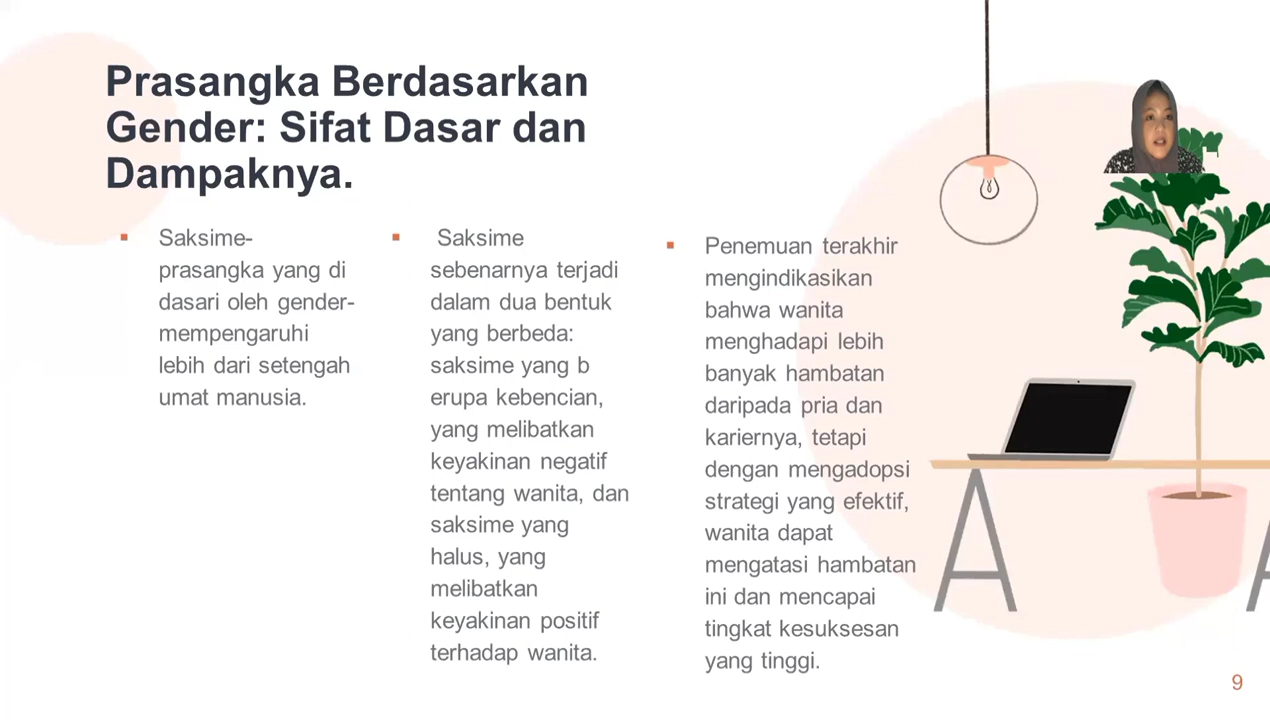 Prasangka Berdasarkan
Gender: Sifat Dasar dan
Dampaknya.
Saksime-
prasangka yang di
dasari oleh gender-
mempengaruhi
lebih dari setengah
umat manusia.
Saksime
sebenarnya terjadi
dalam dua bentuk
yang berbeda:
saksime yang b
erupa kebencian,
yang melibatkan
keyakinan negatif
tentang wanita, dan
saksime yang
halus, yang
melibatkan
keyakinan positif
terhadap wanita.
Penemuan terakhir
mengindikasikan
bahwa wanita
menghadapi lebih
banyak hambatan
daripada pria dan
kariernya, tetapi
dengan mengadopsi
strategi yang efektif,
wanita dapat
mengatasi hambatan
ini dan mencapai
tingkat kesuksesan
yang tinggi.
9